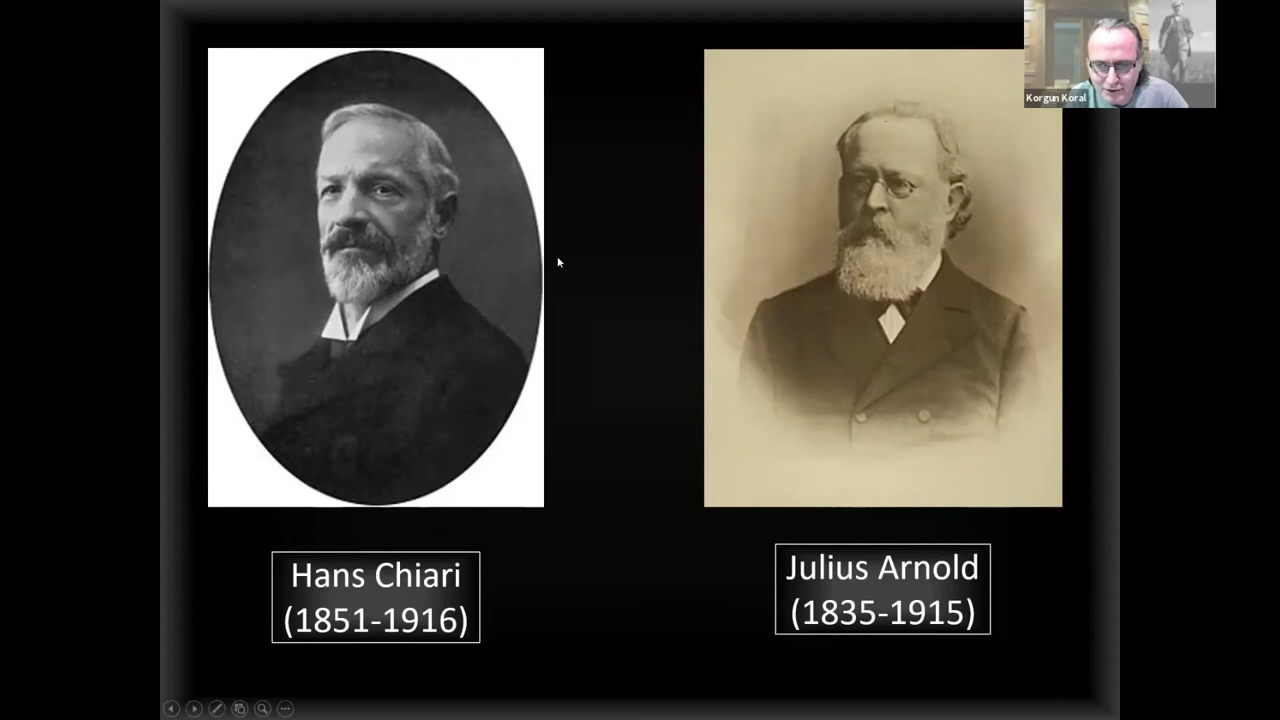 Korgun Koral
Hans Chiari
(1851-1916)
Julius Arnold
(1835-1915)